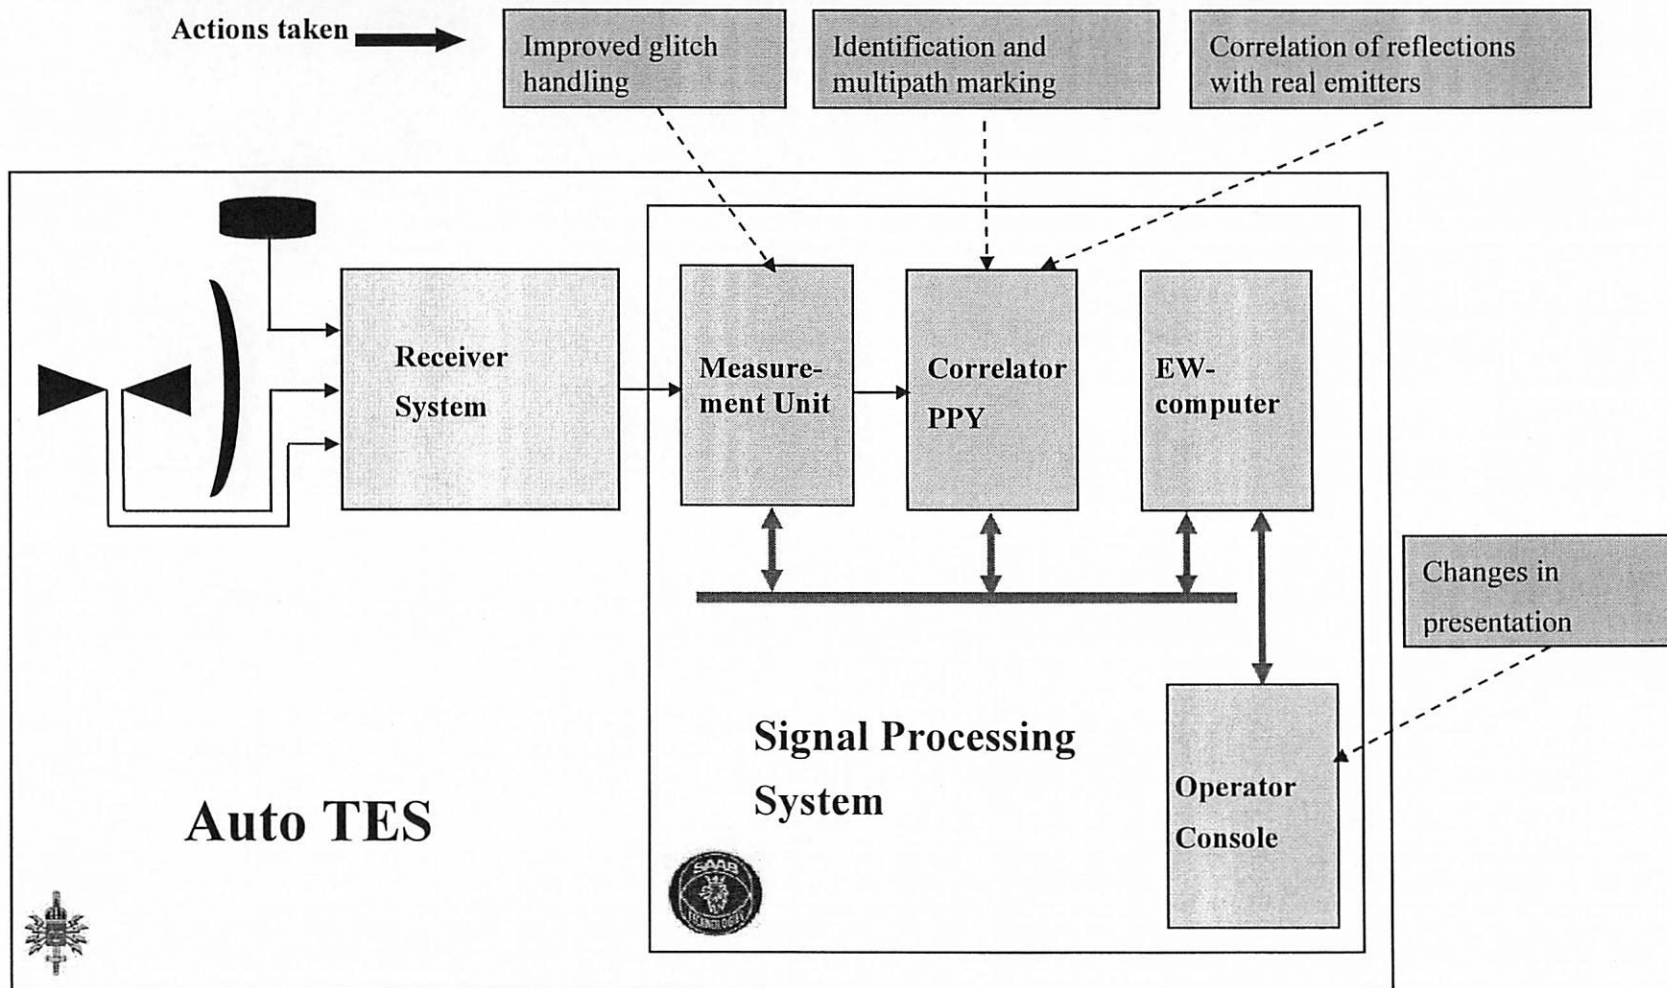 Actions taken
Improved glitch
handling
Identification and
multipath marking
Correlation of reflections
with real emitters
Receiver
System
Measure-
ment Unit
Correlator
PPY
EW-
computer
Changes in
presentation
Signal Processing
System
Operator
Console
Auto TES
SAAB